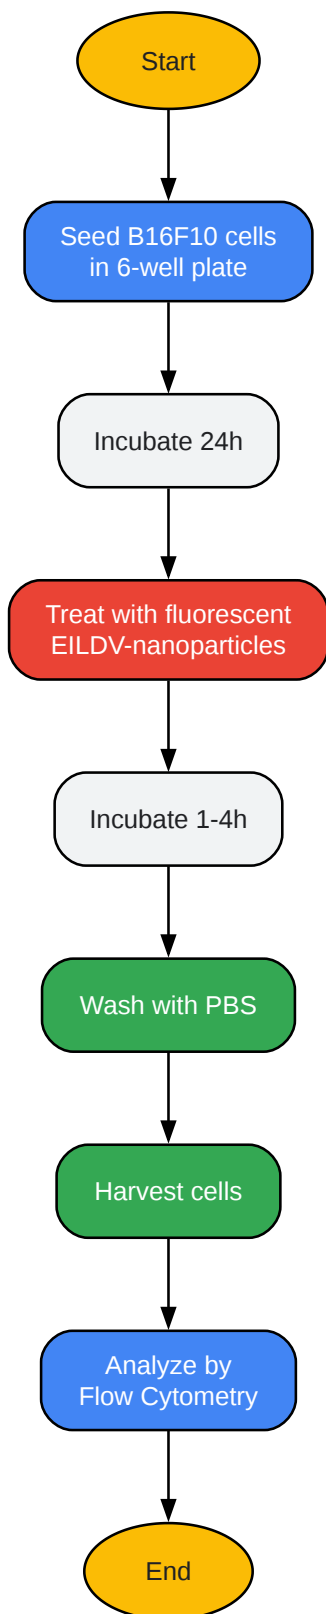 Start
Seed B16F10 cells
in 6-well plate
Incubate 24h
Treat with fluorescent
EILDV-nanoparticles
Incubate 1-4h
Wash with PBS
Harvest cells
Analyze by
Flow Cytometry
End